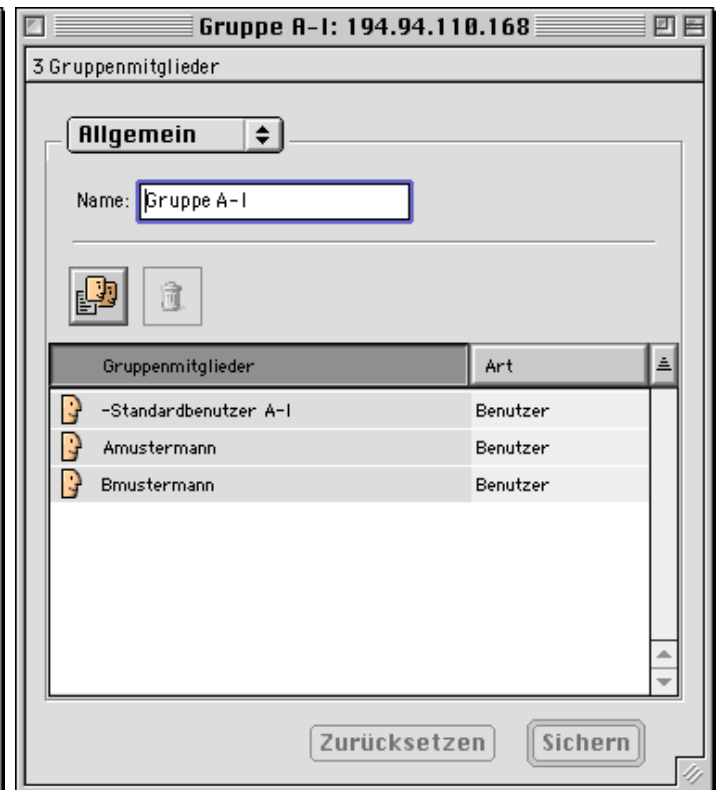 Gruppe A-I: 194.94.110.168
3 Gruppenmitglieder
Allgemein
Name: Gruppe A-I
Gruppenmitglieder Art
-Standardbenutzer A-I Benutzer
Amustermann Benutzer
Bmustermann Benutzer
Zurücksetzen Sichern